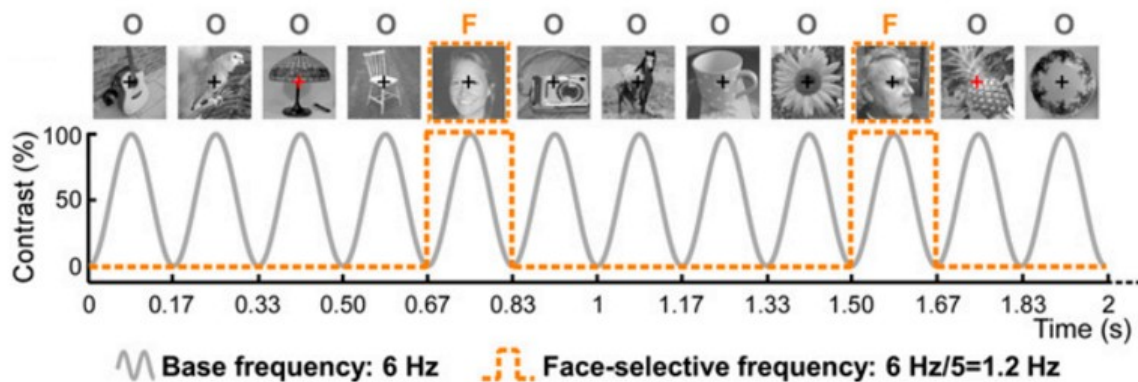 O O O O F O O O O F O O
100
50
0
Contrast (%)
0 0.17 0.33 0.50 0.67 0.83 1 1.17 1.33 1.50 1.67 1.83 2
Time (s)
Base frequency: 6 Hz Face-selective frequency: 6 Hz/5=1.2 Hz